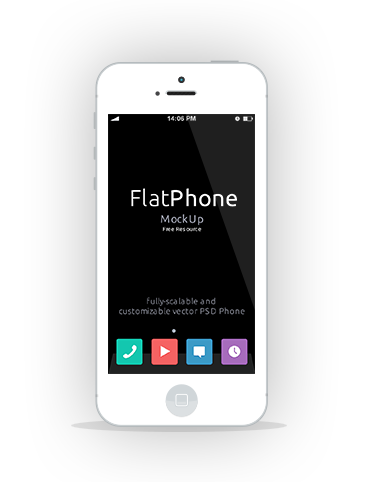 14:06 PM
FlatPhone
MockUp
Free Resource
fully-scalable and
customizable vector PSD Phone